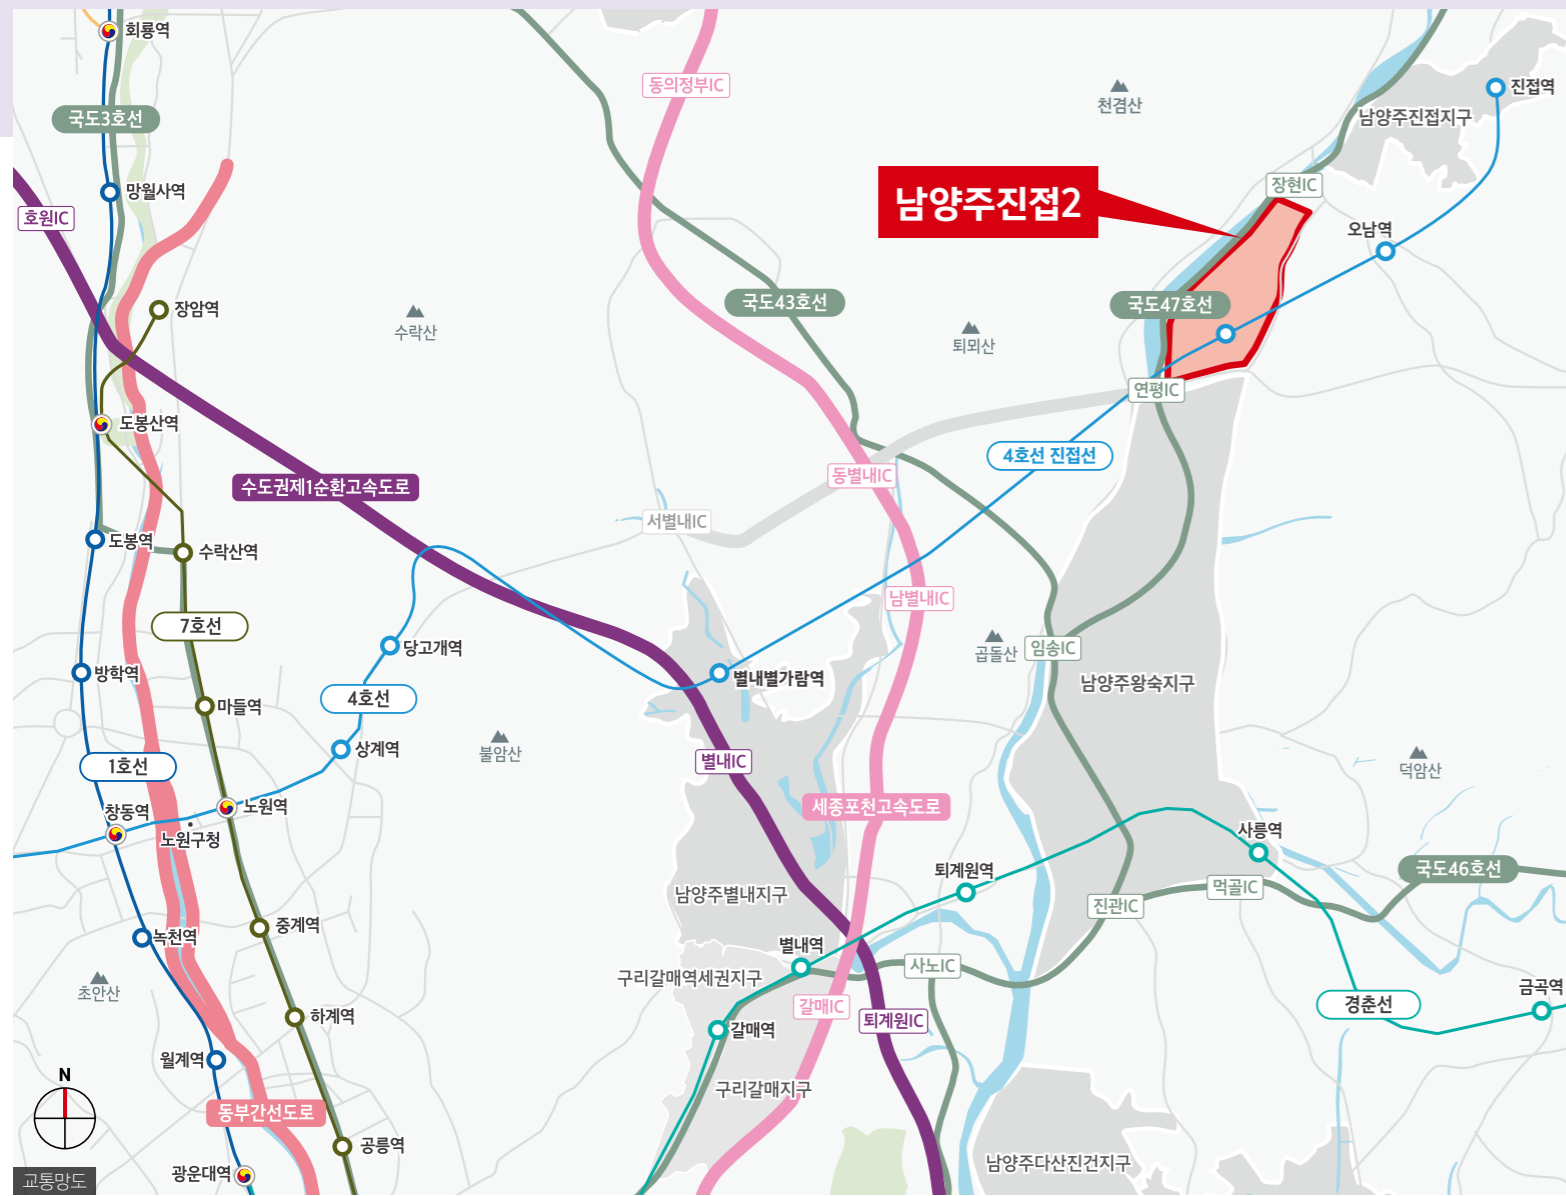 회룡역
진접역
동의정부IC
천겸산
국도3호선
남양주진접지구
망월사역
장현IC
남양주진접2
호원IC
오남역
장암역
국도43호선
국도47호선
수락산
퇴뫼산
연평IC
도봉산역
4호선 진접선
동별내IC
수도권제1순환고속도로
서별내IC
도봉역
수락산역
남별내IC
7호선
당고개역
곱돌산
임송IC
방학역
별내별가람역
남양주왕숙지구
4호선
마들역
상계역
불암산
별내IC
1호선
덕암산
창동역
노원역
세종포천고속도로
노원구청
사릉역
퇴계원역
국도46호선
남양주별내지구
먹골IC
진관IC
중계역
녹천역
별내역
사노IC
구리갈매역세권지구
초안산
금곡역
갈매IC
경춘선
하계역
퇴계원IC
갈매역
월계역
N
구리갈매지구
동부간선도로
공릉역
남양주다산진건지구
광운대역
교통망도